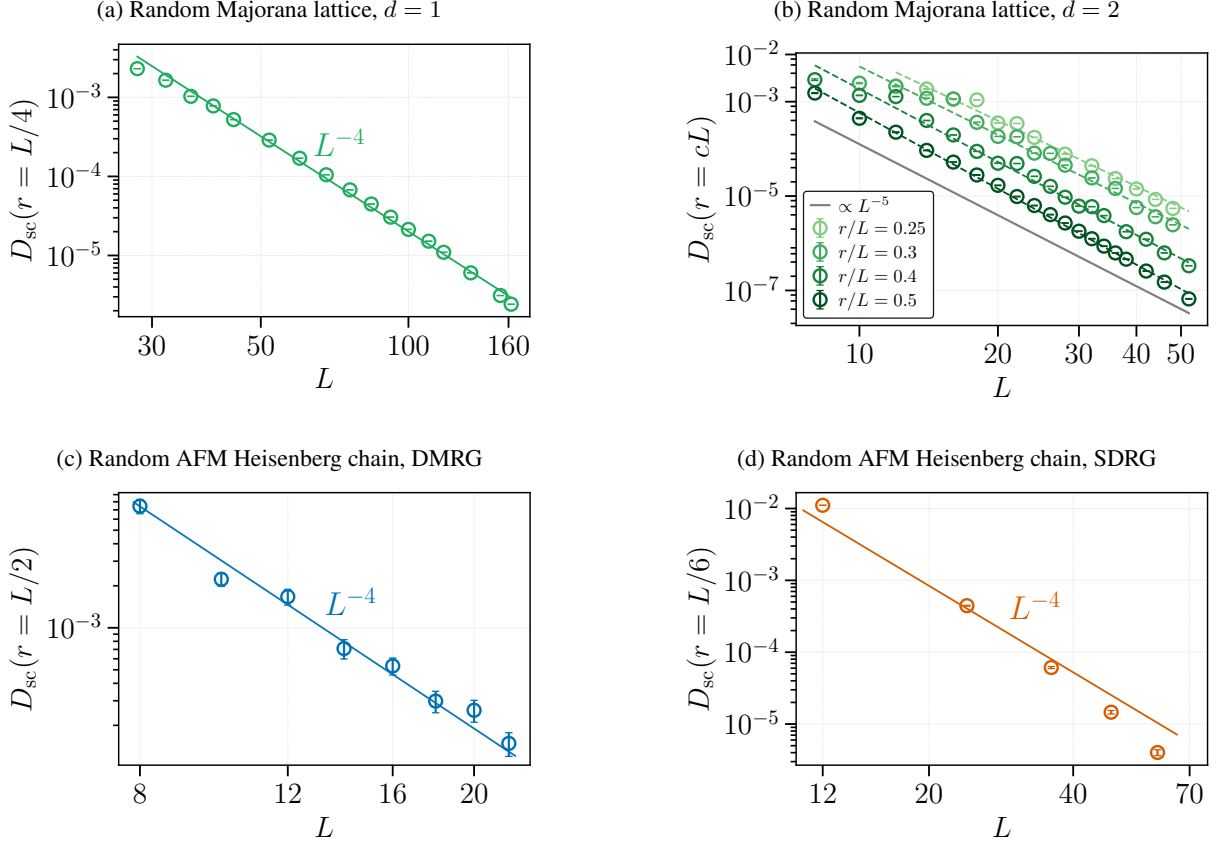 (a) Random Majorana lattice, d = 1
D_sc(r = L/4)
10^−3
10^−4
10^−5
L^−4
30
50
100
160
L
(b) Random Majorana lattice, d = 2
D_sc(r = cL)
10^−2
10^−3
10^−5
10^−7
∝ L^−5
r/L = 0.25
r/L = 0.3
r/L = 0.4
r/L = 0.5
10
20
30
40
50
L
(c) Random AFM Heisenberg chain, DMRG
D_sc(r = L/2)
10^−3
L^−4
8
12
16
20
L
(d) Random AFM Heisenberg chain, SDRG
D_sc(r = L/6)
10^−2
10^−3
10^−4
10^−5
L^−4
12
20
40
70
L